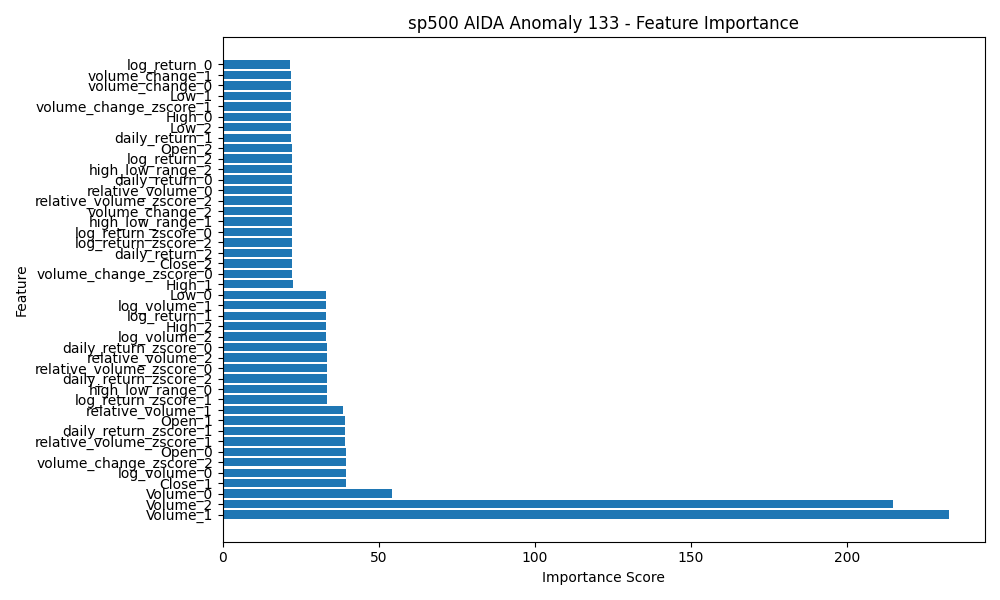 sp500 AIDA Anomaly 133 - Feature Importance
log_return_0
volume_change_1
volume_change_0
Low_1
volume_change_zscore_1
High_0
Low_2
daily_return_1
Open_2
log_return_2
high_low_range_2
daily_return_0
relative_volume_0
relative_volume_zscore_2
volume_change_2
high_low_range_1
log_return_zscore_0
log_return_zscore_2
daily_return_2
Close_2
volume_change_zscore_0
High_1
Low_0
log_volume_1
log_return_1
High_2
log_volume_2
daily_return_zscore_0
relative_volume_2
relative_volume_zscore_0
daily_return_zscore_2
high_low_range_0
log_return_zscore_1
relative_volume_1
Open_1
daily_return_zscore_1
relative_volume_zscore_1
Open_0
volume_change_zscore_2
log_volume_0
Close_1
Volume_0
Volume_2
Volume_1
Feature
0 50 100 150 200
Importance Score